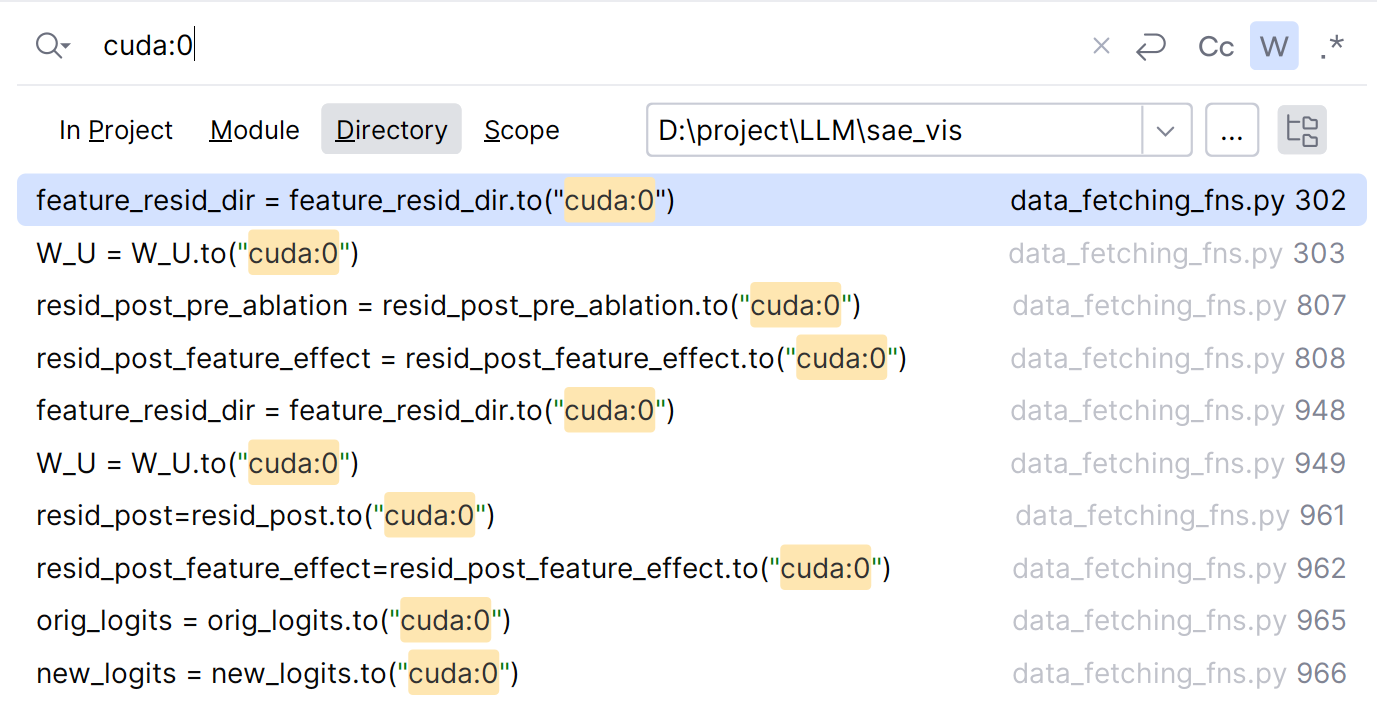 cuda:0
Cc W .*
In Project Module Directory Scope D:\project\LLM\sae_vis ...
feature_resid_dir = feature_resid_dir.to("cuda:0") data_fetching_fns.py 302
W_U = W_U.to("cuda:0") data_fetching_fns.py 303
resid_post_pre_ablation = resid_post_pre_ablation.to("cuda:0") data_fetching_fns.py 807
resid_post_feature_effect = resid_post_feature_effect.to("cuda:0") data_fetching_fns.py 808
feature_resid_dir = feature_resid_dir.to("cuda:0") data_fetching_fns.py 948
W_U = W_U.to("cuda:0") data_fetching_fns.py 949
resid_post=resid_post.to("cuda:0") data_fetching_fns.py 961
resid_post_feature_effect=resid_post_feature_effect.to("cuda:0") data_fetching_fns.py 962
orig_logits = orig_logits.to("cuda:0") data_fetching_fns.py 965
new_logits = new_logits.to("cuda:0") data_fetching_fns.py 966